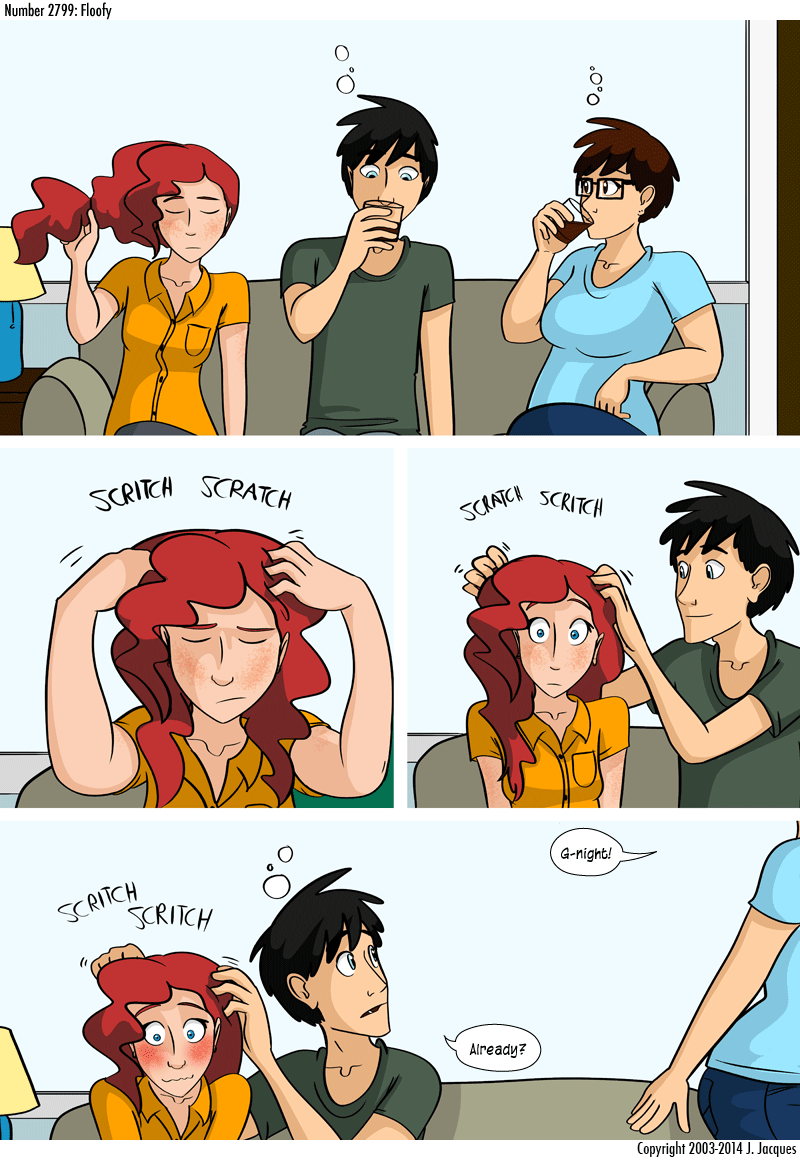 Number 2799: Floofy
SCRITCH SCRATCH
SCRATCH SCRITCH
SCRITCH
SCRITCH
G-night!
Already?
Copyright 2003-2014 J. Jacques